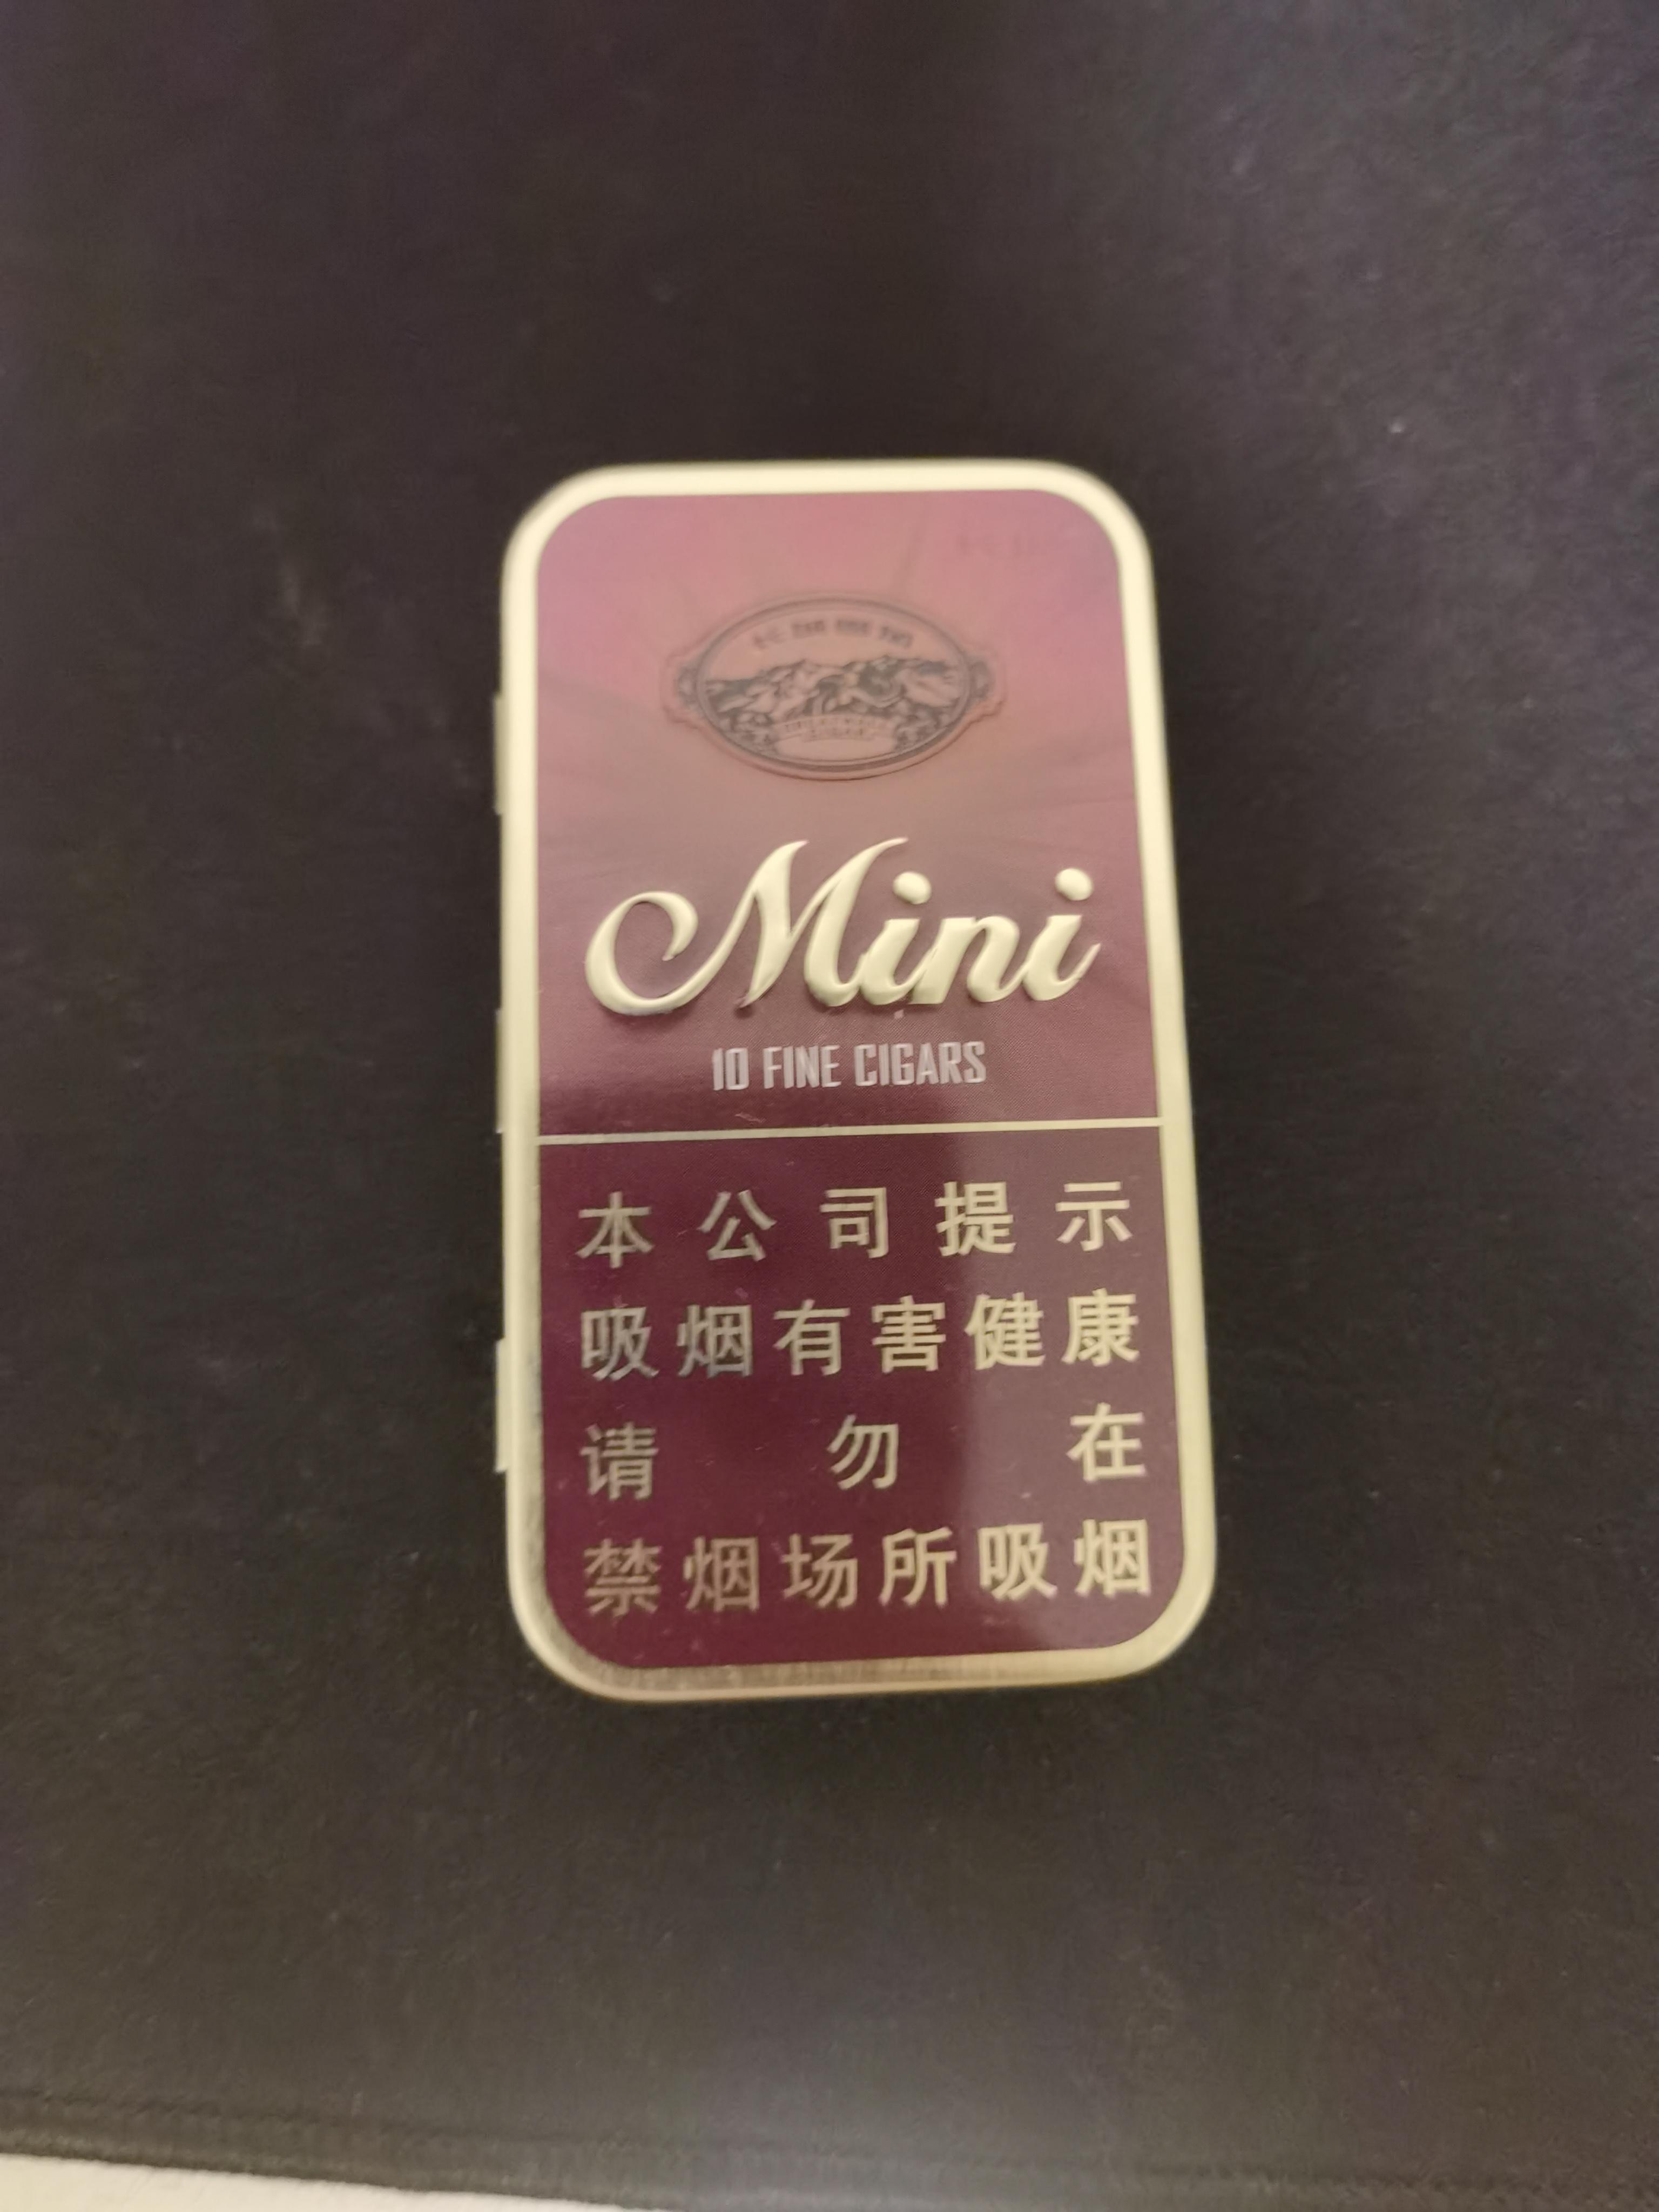 Mini
10 FINE CIGARS
本公司提示
吸烟有害健康
请勿在
禁烟场所吸烟